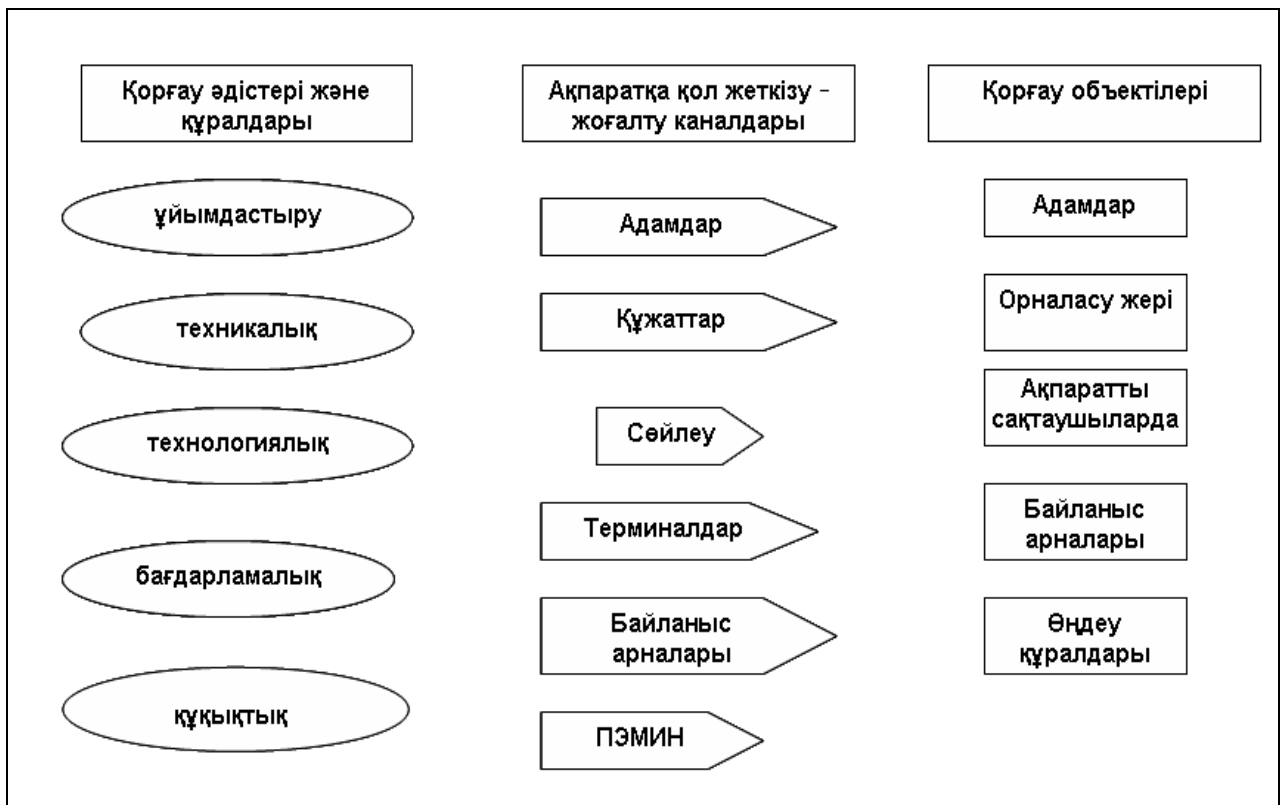 Қорғау әдістері және
құралдары
ұйымдастыру
техникалық
технологиялық
бағдарламалық
құқықтық
Ақпаратқа қол жеткізу –
жоғалту каналдары
Адамдар
Құжаттар
Сөйлеу
Терминалдар
Байланыс
арналары
ПЭМИН
Қорғау объектілері
Адамдар
Орналасу жері
Ақпаратты
сақтаушыларда
Байланыс
арналары
Өңдеу
құралдары